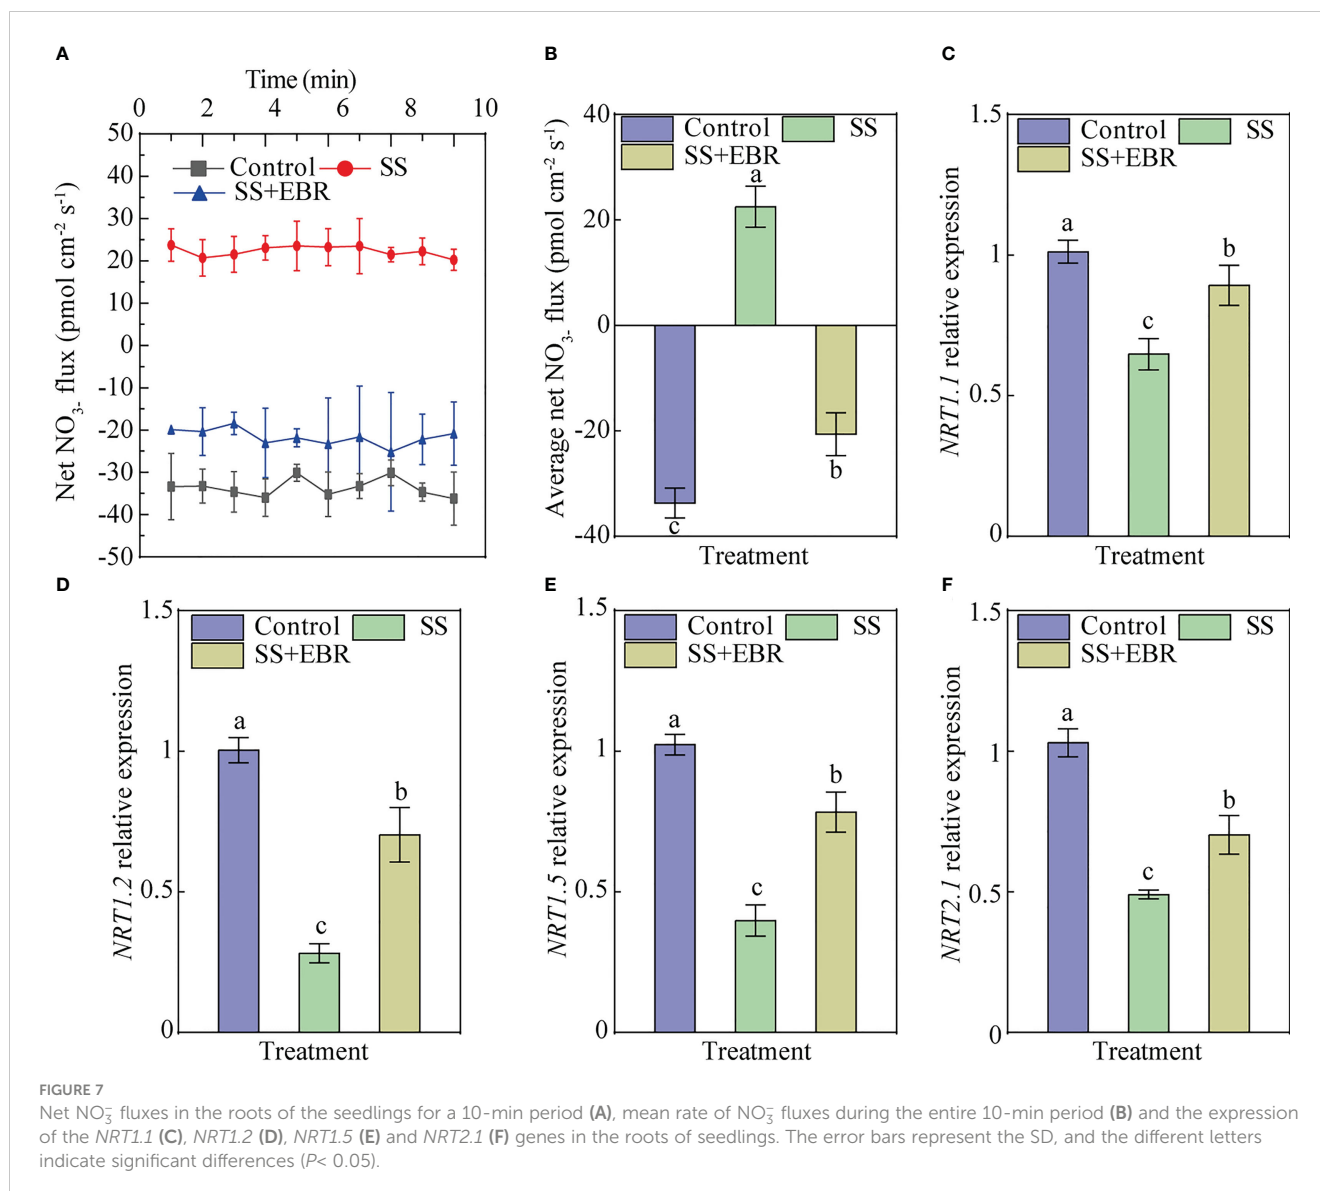 A
Time (min)
0 2 4 6 8 10
50
40
30
20
10
0
-10
-20
-30
-40
-50
Net NO3- flux (pmol cm-2 s-1)
Control SS
SS+EBR
B
40
20
0
-20
-40
Average net NO3- flux (pmol cm-2 s-1)
Control SS
SS+EBR
a
b
c
Treatment
C
1.5
1
0.5
0
NRT1.1 relative expression
Control SS
SS+EBR
a
b
c
Treatment
D
1.5
1
0.5
0
NRT1.2 relative expression
Control SS
SS+EBR
a
b
c
Treatment
E
1.5
1
0.5
0
NRT1.5 relative expression
Control SS
SS+EBR
a
b
c
Treatment
F
1.5
1
0.5
0
NRT2.1 relative expression
Control SS
SS+EBR
a
b
c
Treatment
FIGURE 7
Net NO3- fluxes in the roots of the seedlings for a 10-min period (A), mean rate of NO3- fluxes during the entire 10-min period (B) and the expression
of the NRT1.1 (C), NRT1.2 (D), NRT1.5 (E) and NRT2.1 (F) genes in the roots of seedlings. The error bars represent the SD, and the different letters
indicate significant differences (P< 0.05).